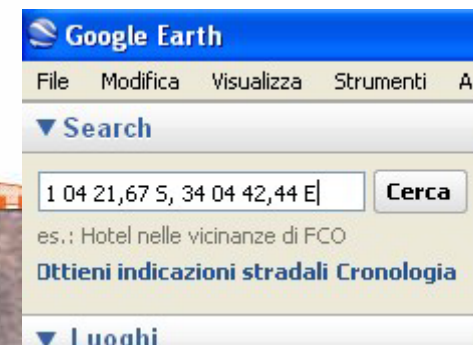 Google Earth
File Modifica Visualizza Strumenti A
▼ Search
1 04 21,67 S, 34 04 42,44 E Cerca
es.: Hotel nelle vicinanze di FCO
Ottieni indicazioni stradali Cronologia
▼ Luoghi